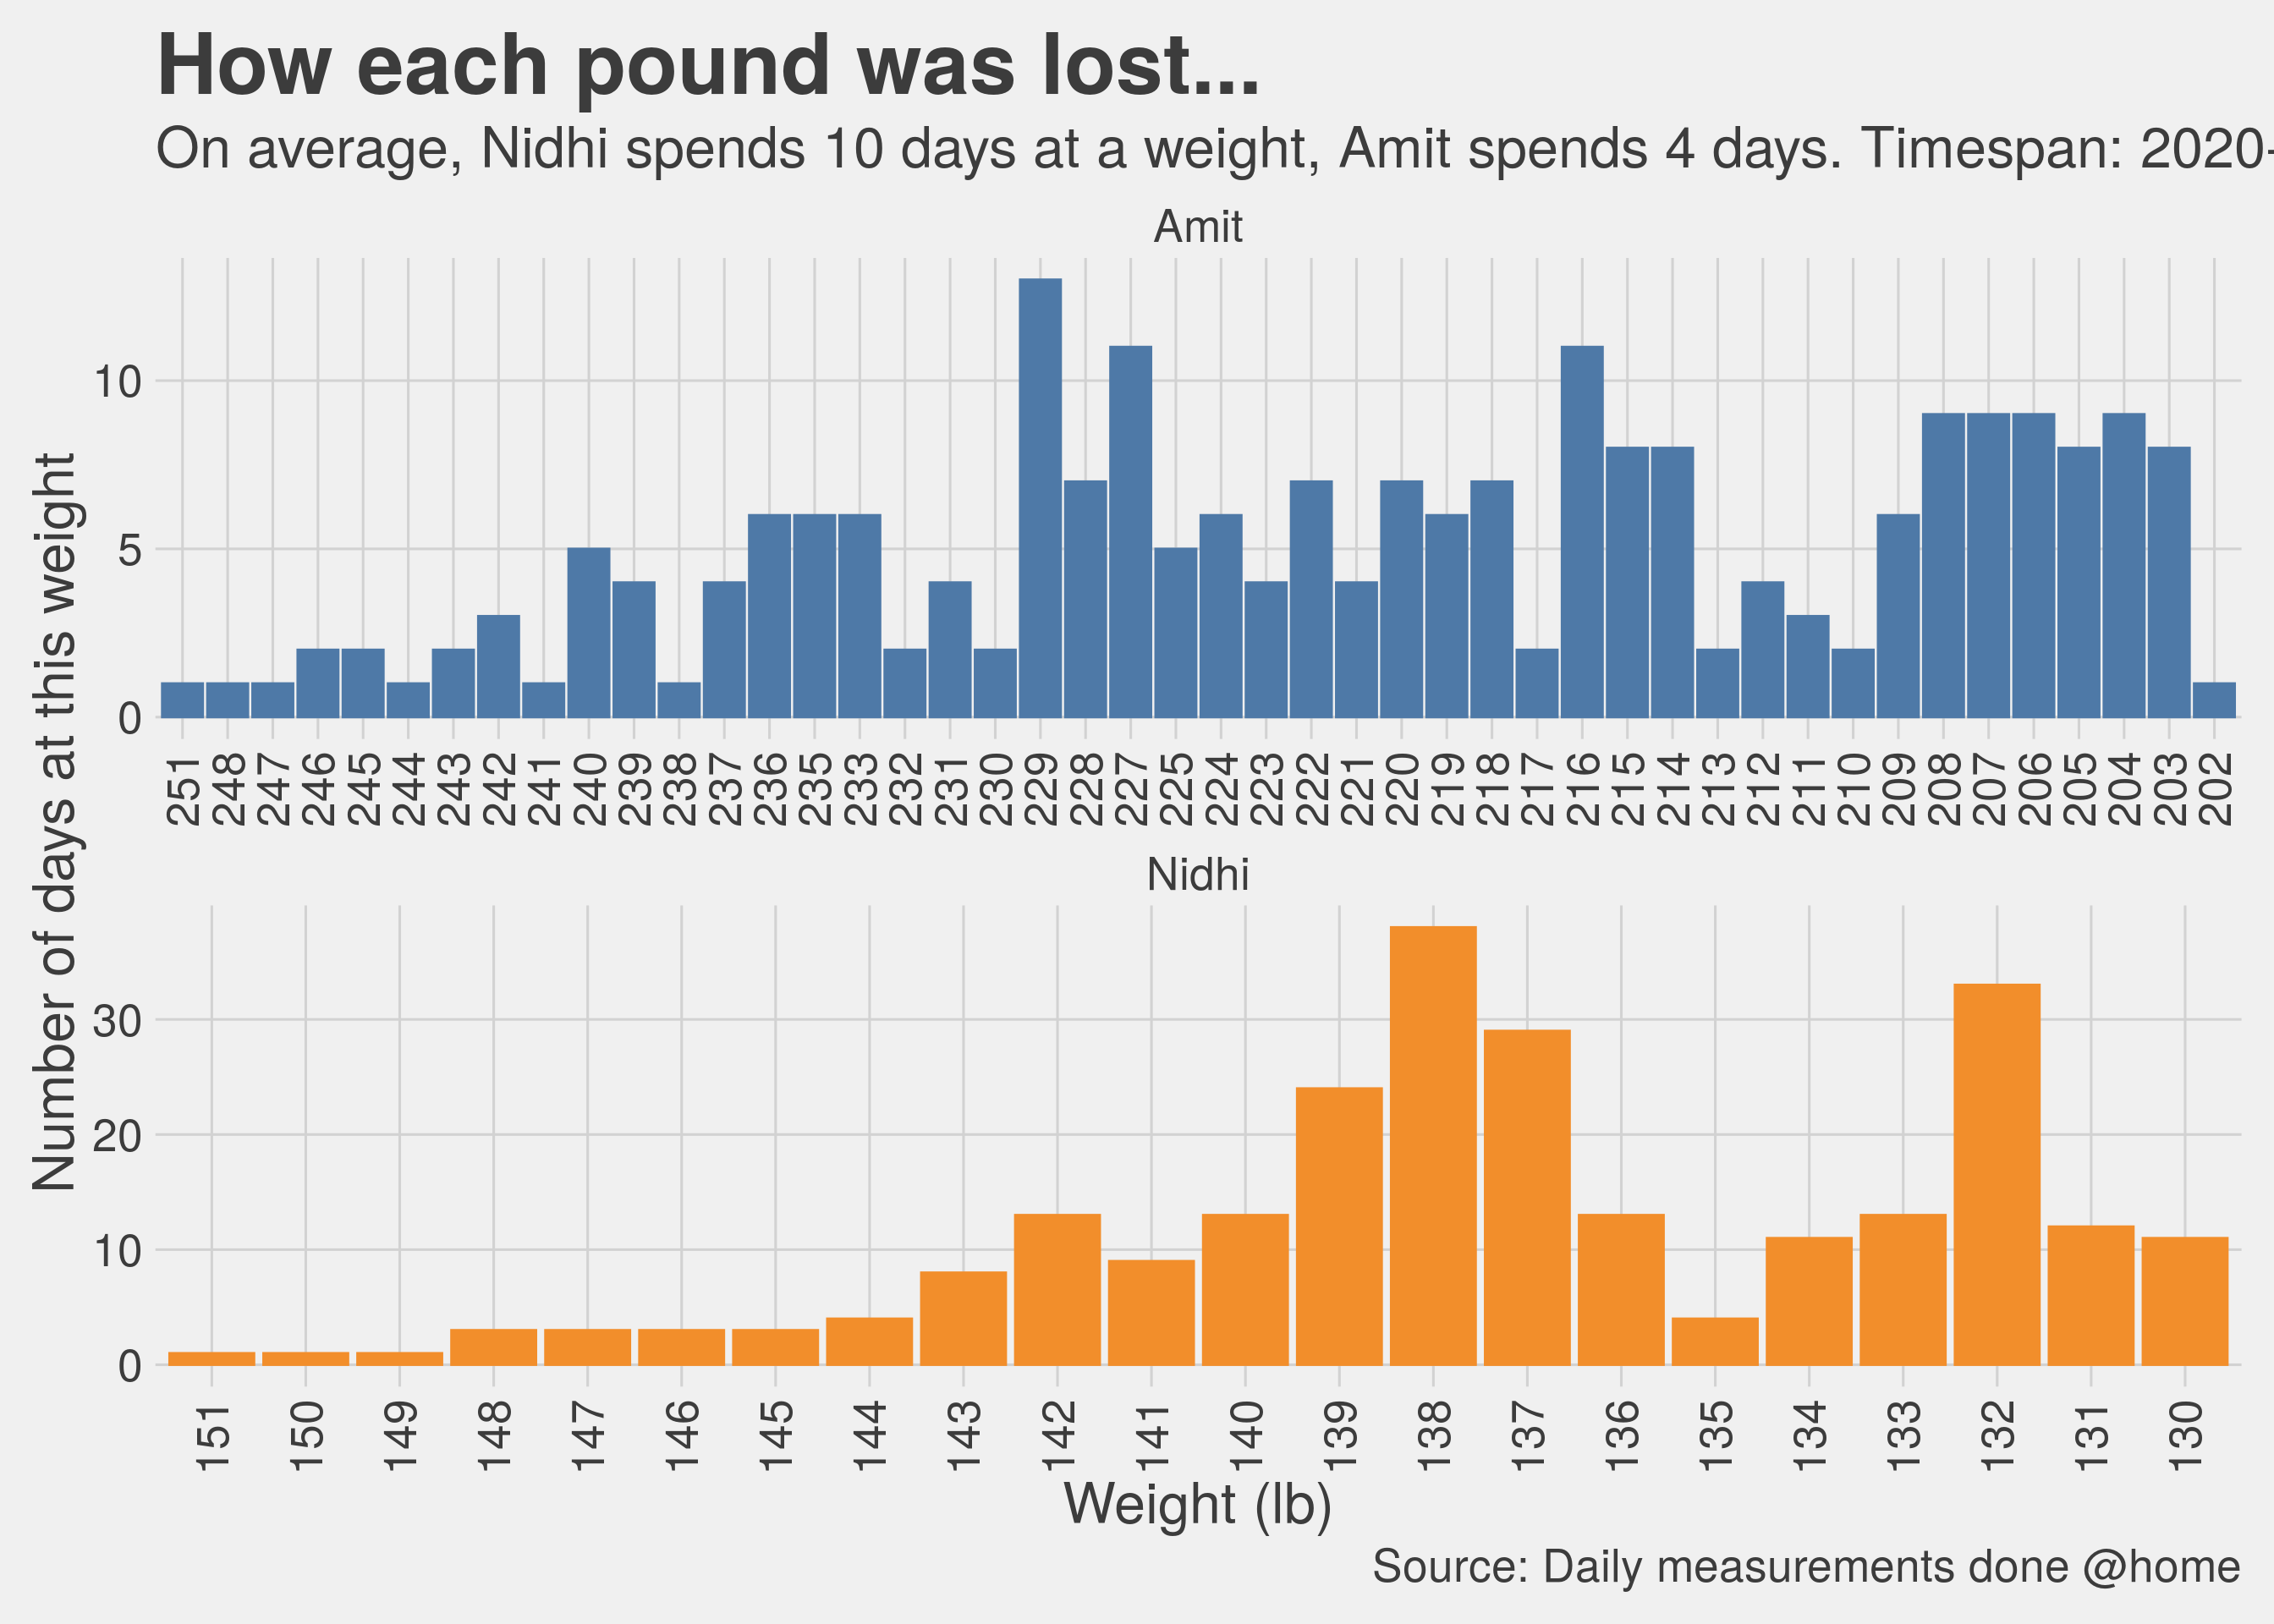 How each pound was lost...
On average, Nidhi spends 10 days at a weight, Amit spends 4 days. Timespan: 2020-
Number of days at this weight
Amit
10
5
0
251 248 247 246 245 244 243 242 241 240 239 238 237 236 235 233 232 231 230 229 228 227 225 224 223 222 221 220 219 218 217 216 215 214 213 212 211 210 209 208 207 206 205 204 203 202
Nidhi
30
20
10
0
151 150 149 148 147 146 145 144 143 142 141 140 139 138 137 136 135 134 133 132 131 130
Weight (lb)
Source: Daily measurements done @home